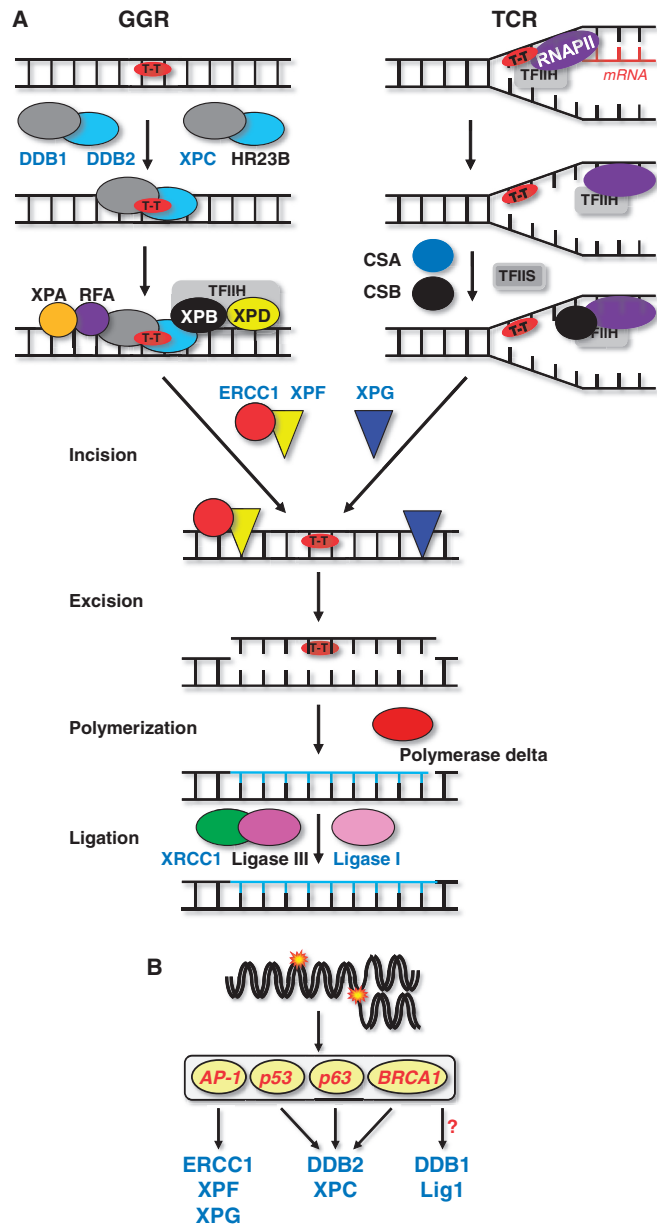 A
GGR
TCR
T-T
T-T
RNAPII
TFIIH
mRNA
DDB1
DDB2
XPC
HR23B
T-T
T-T
TFIIH
CSA
CSB
TFIIS
XPA
RFA
TFIIH
XPB
XPD
T-T
T-T
TFIIH
ERCC1
XPF
XPG
Incision
T-T
Excision
T-T
Polymerization
Polymerase delta
Ligation
XRCC1
Ligase III
Ligase I
B
AP-1
p53
p63
BRCA1
?
ERCC1
XPF
XPG
DDB2
XPC
DDB1
Lig1